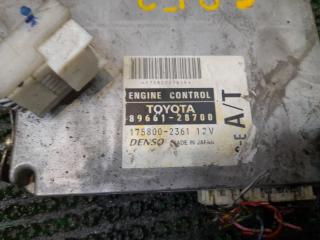 ENGINE CONTROL
TOYOTA
89661-28700
175800-2361 12V
DENSO MADE IN JAPAN
A/T